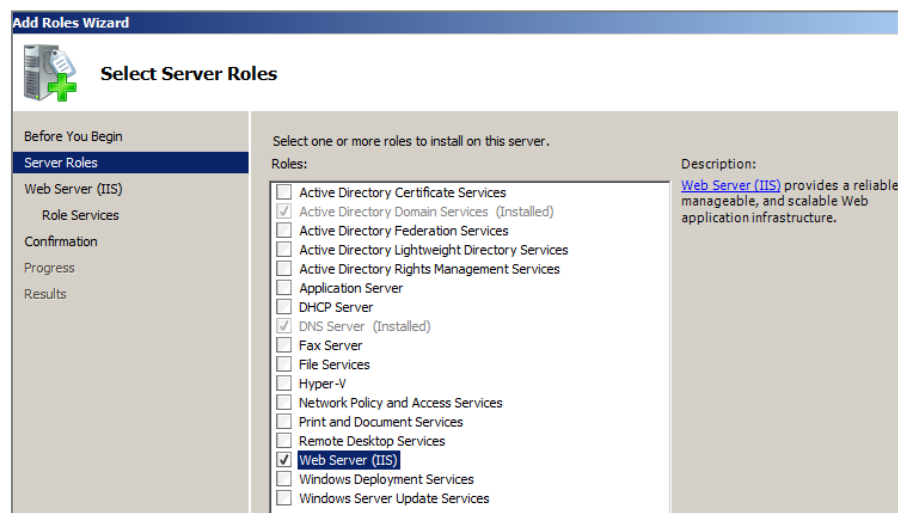 Add Roles Wizard
Select Server Roles
Before You Begin
Server Roles
Web Server (IIS)
Role Services
Confirmation
Progress
Results
Select one or more roles to install on this server.
Roles:
Active Directory Certificate Services
Active Directory Domain Services (Installed)
Active Directory Federation Services
Active Directory Lightweight Directory Services
Active Directory Rights Management Services
Application Server
DHCP Server
DNS Server (Installed)
Fax Server
File Services
Hyper-V
Network Policy and Access Services
Print and Document Services
Remote Desktop Services
Web Server (IIS)
Windows Deployment Services
Windows Server Update Services
Description:
Web Server (IIS) provides a reliable
manageable, and scalable Web
application infrastructure.